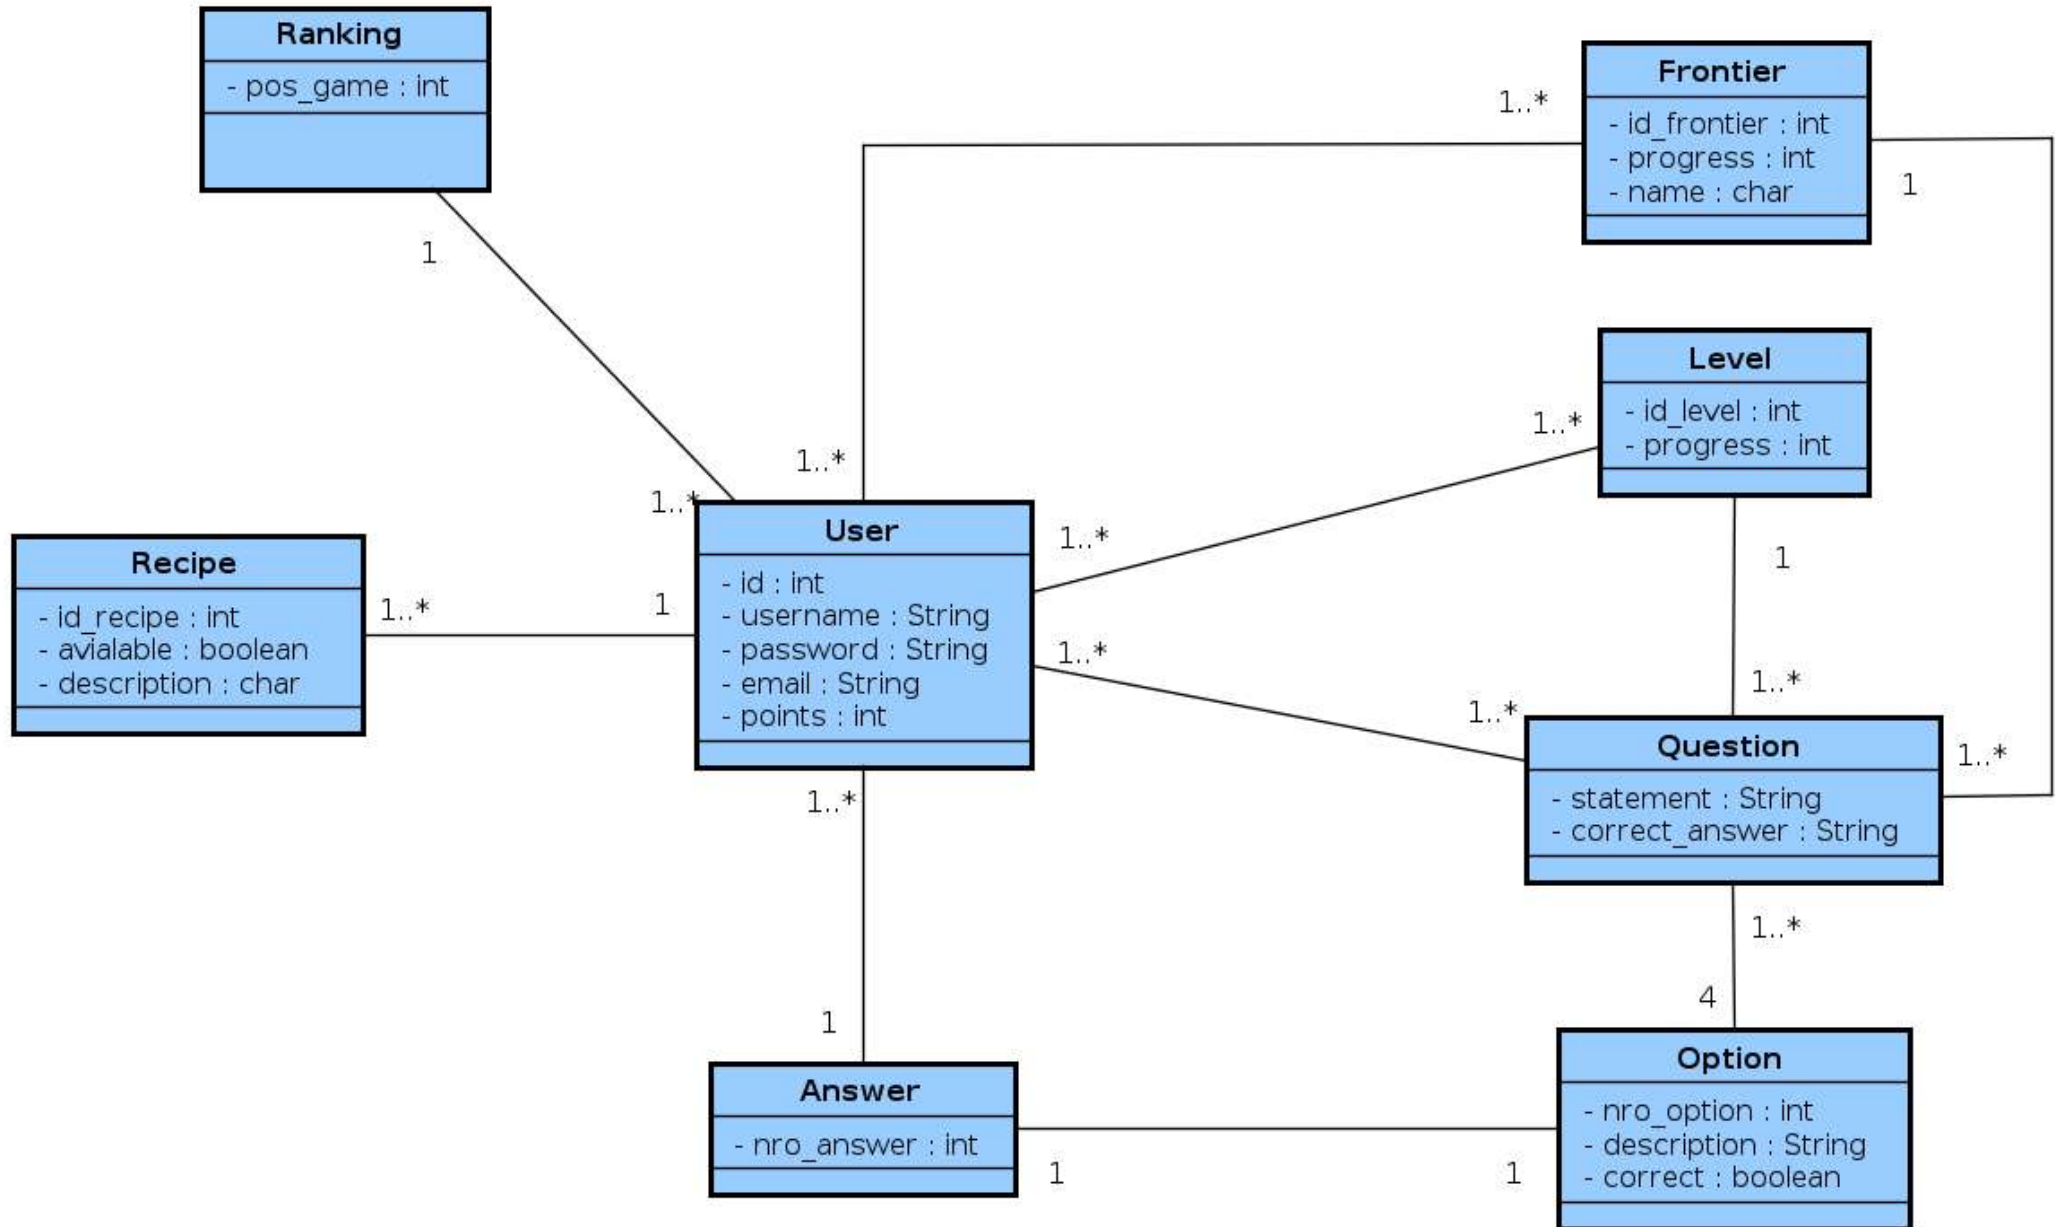 Ranking
- pos_game : int
Frontier
- id_frontier : int
- progress : int
- name : char
1..*
1
1
Level
- id_level : int
- progress : int
1..*
1..*
1..*
User
- id : int
- username : String
- password : String
- email : String
- points : int
1..*
1
Recipe
- id_recipe : int
- avialable : boolean
- description : char
1..*
1
1..*
1..*
1..*
1..*
Question
- statement : String
- correct_answer : String
1..*
1..*
4
1
Answer
- nro_answer : int
1
1
Option
- nro_option : int
- description : String
- correct : boolean